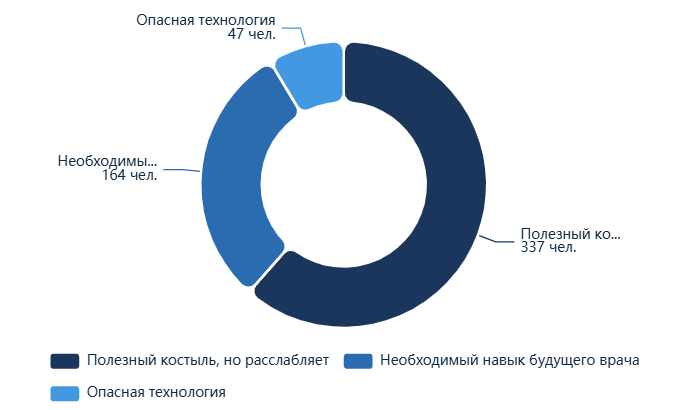 Опасная технология
47 чел.
Необходимы...
164 чел.
Полезный ко...
337 чел.
Полезный костыль, но расслабляет
Необходимый навык будущего врача
Опасная технология